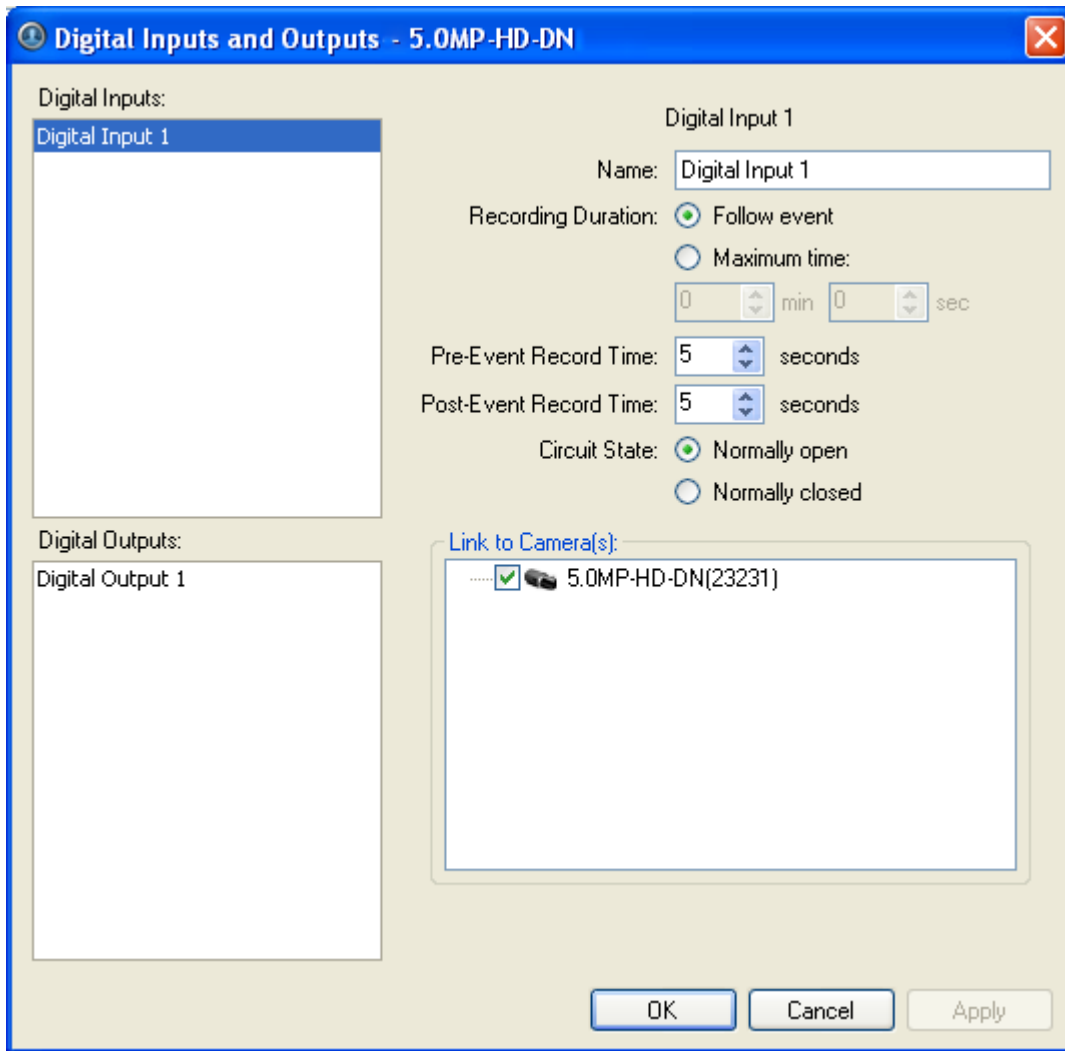 Digital Inputs and Outputs - 5.0MP-HD-DN
Digital Inputs:
Digital Input 1
Digital Outputs:
Digital Output 1
Digital Input 1
Name: Digital Input 1
Recording Duration: Follow event
Maximum time:
0 min 0 sec
Pre-Event Record Time: 5 seconds
Post-Event Record Time: 5 seconds
Circuit State: Normally open
Normally closed
Link to Camera(s):
5.0MP-HD-DN(23231)
OK Cancel Apply